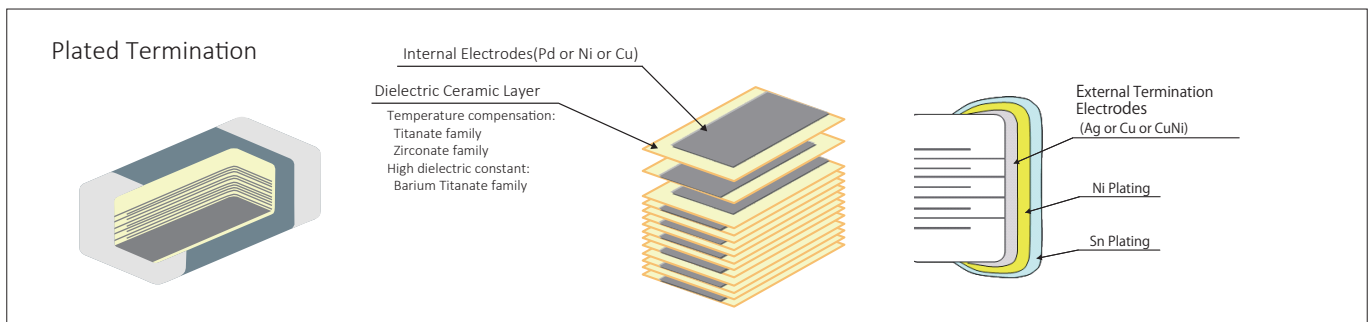 Plated Termination
Internal Electrodes(Pd or Ni or Cu)
Dielectric Ceramic Layer
Temperature compensation:
Titanate family
Zirconate family
High dielectric constant:
Barium Titanate family
External Termination
Electrodes
(Ag or Cu or CuNi)
Ni Plating
Sn Plating